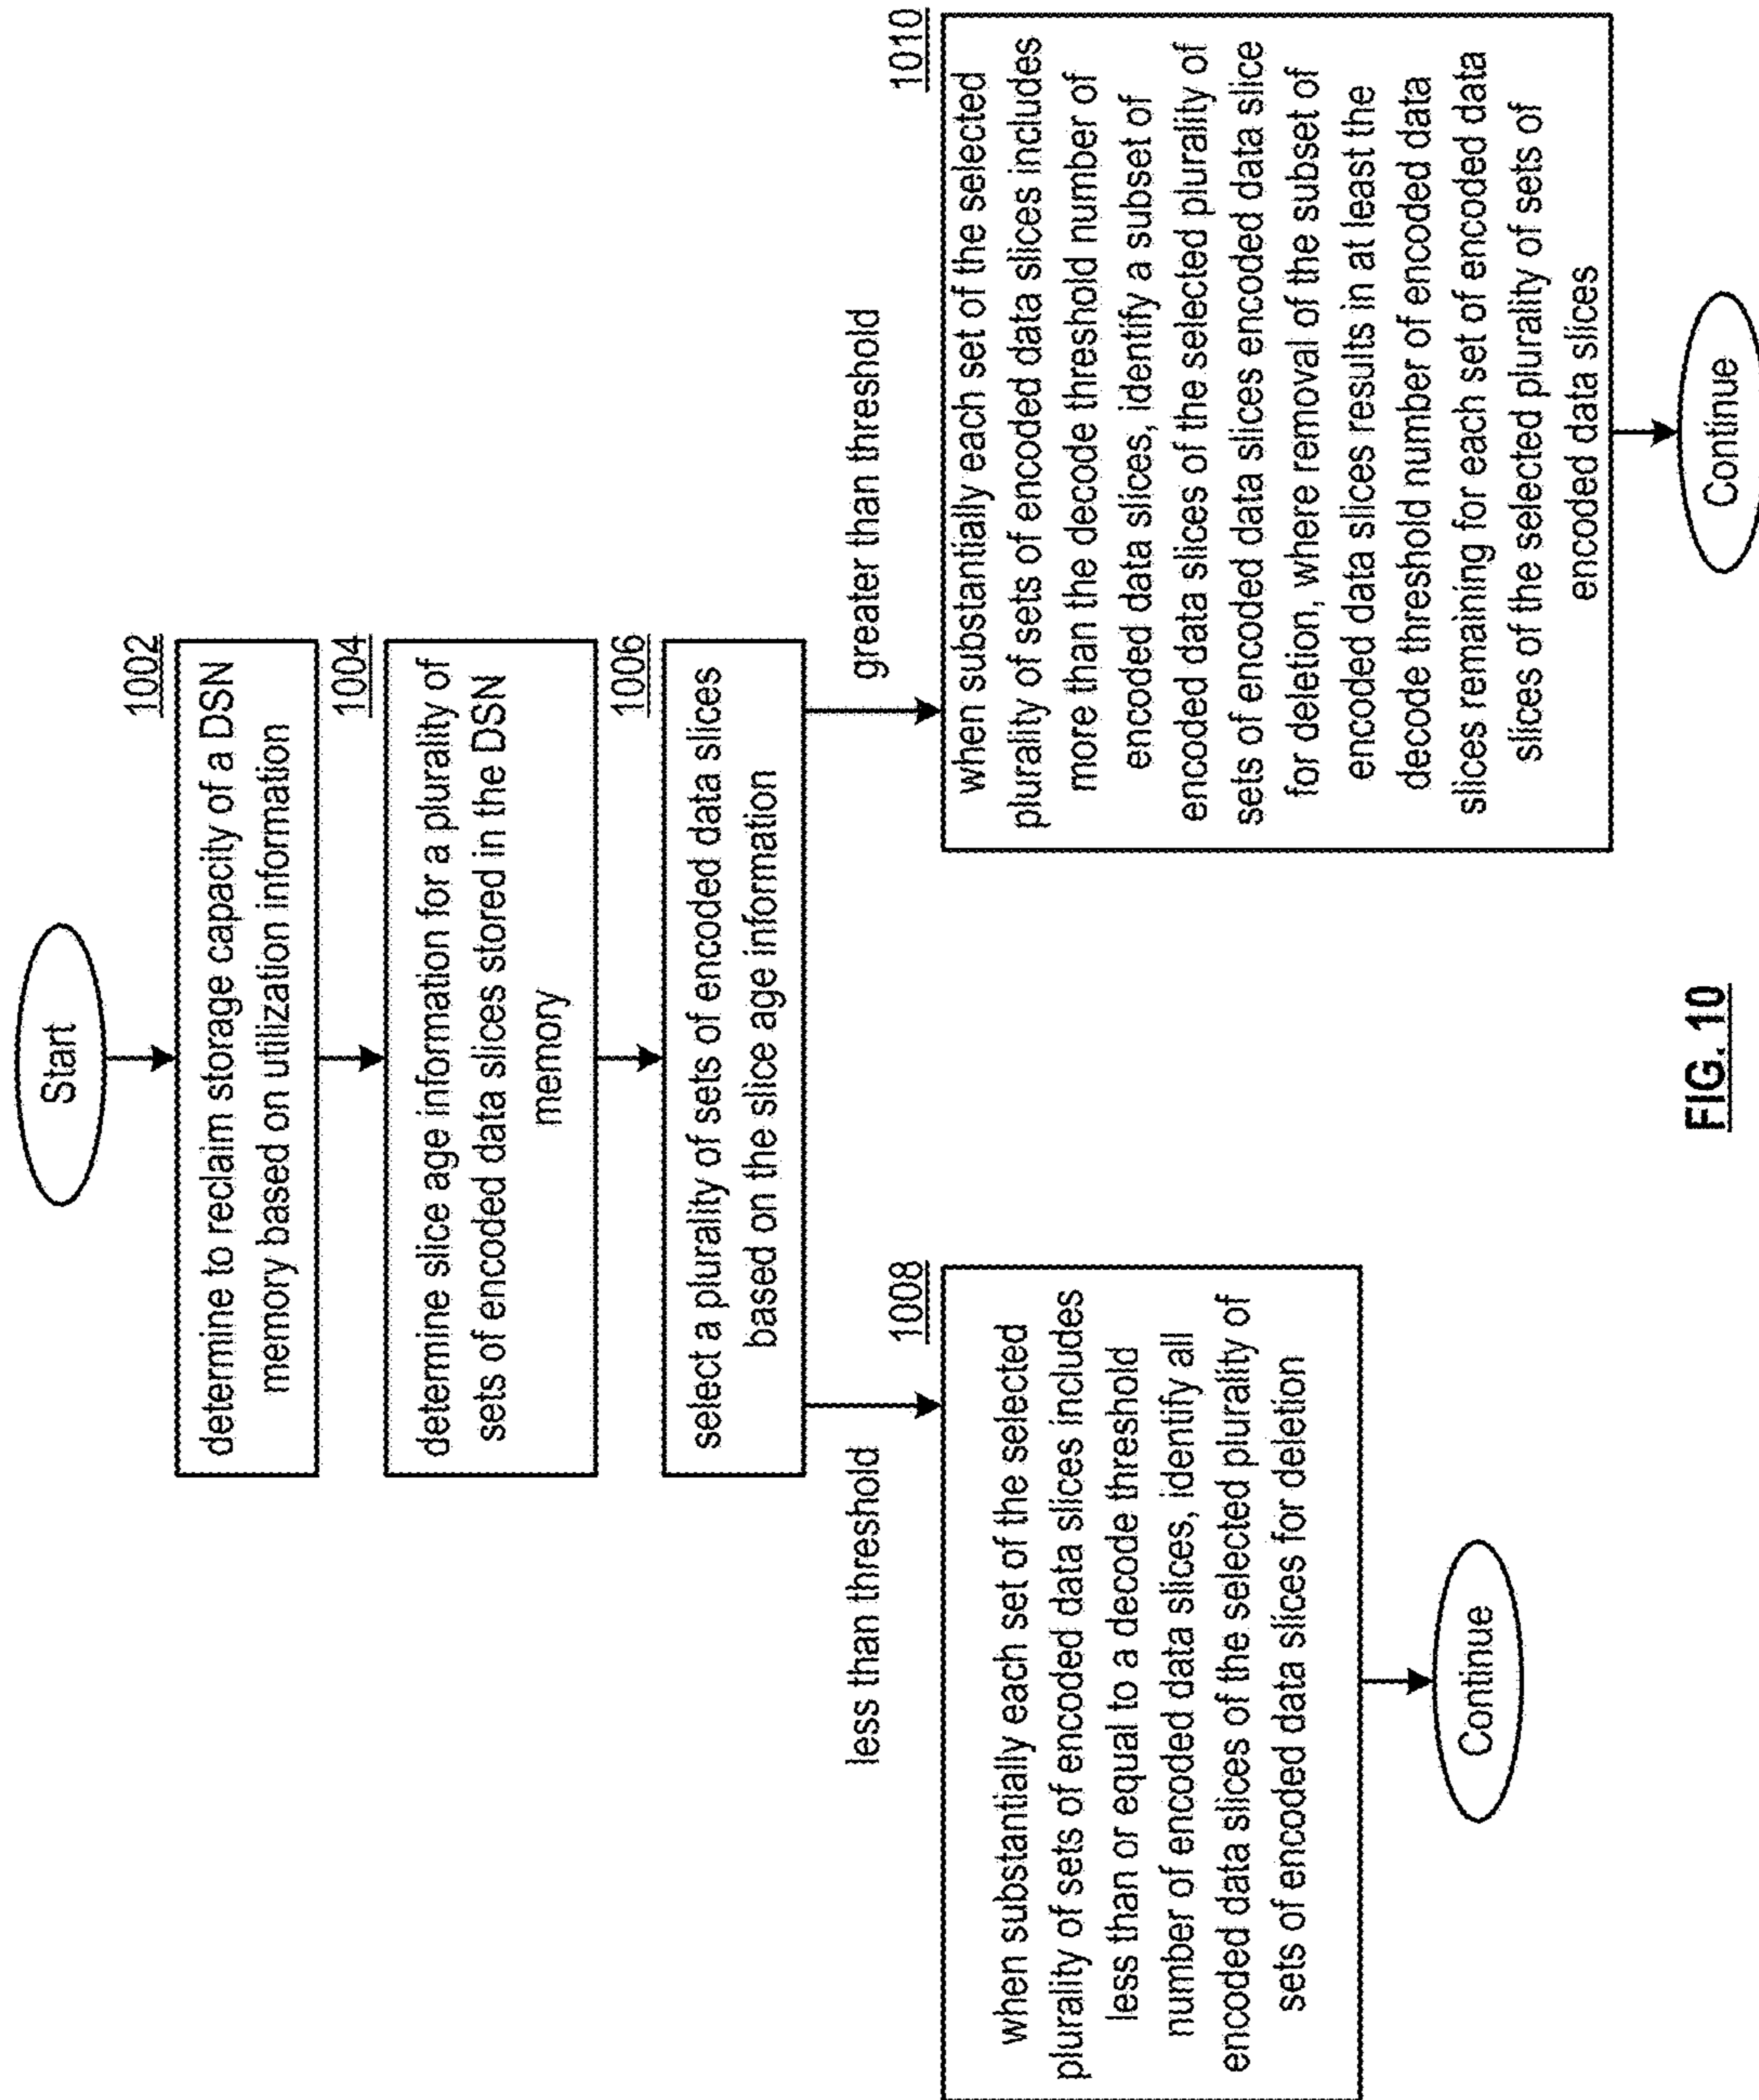 Start
1002
determine to reclaim storage capacity of a DSN
memory based on utilization information
1004
determine slice age information for a plurality of
sets of encoded data slices stored in the DSN
memory
1006
select a plurality of sets of encoded data slices
based on the slice age information
less than threshold
greater than threshold
1008
when substantially each set of the selected
plurality of sets of encoded data slices includes
less than or equal to a decode threshold
number of encoded data slices, identify all
encoded data slices of the selected plurality of
sets of encoded data slices for deletion
Continue
1010
when substantially each set of the selected
plurality of sets of encoded data slices includes
more than the decode threshold number of
encoded data slices, identify a subset of
encoded data slices of the selected plurality of
sets of encoded data slices encoded data slice
for deletion, where removal of the subset of
encoded data slices results in at least the
decode threshold number of encoded data
slices remaining for each set of encoded data
slices of the selected plurality of sets of
encoded data slices
Continue
FIG. 10